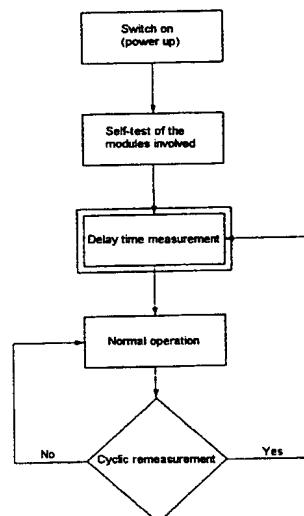 Switch on
(power up)
Self-test of the
modules involved
Delay time measurement
Normal operation
No
Cyclic remeasurement
Yes